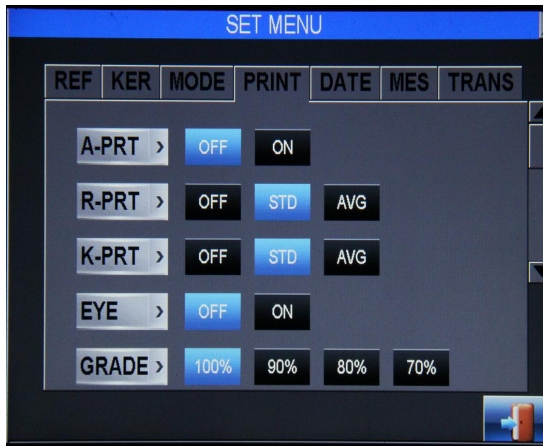 SET MENU
REF KER MODE PRINT DATE MES TRANS
A-PRT > OFF ON
R-PRT > OFF STD AVG
K-PRT > OFF STD AVG
EYE > OFF ON
GRADE > 100% 90% 80% 70%